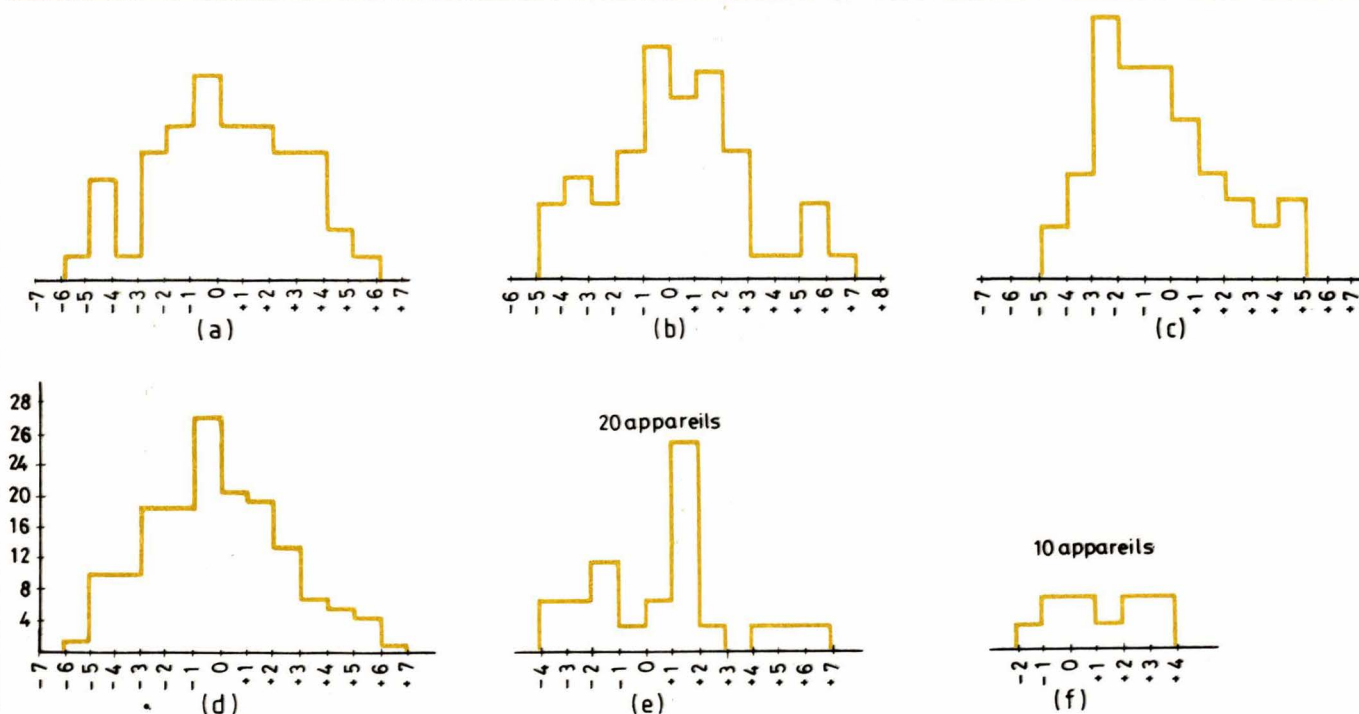 -7 -6 -5 -4 -3 -2 -1 0 +1 +2 +3 +4 +5 +6 +7
(a)
-6 -5 -4 -3 -2 -1 0 +1 +2 +3 +4 +5 +6 +7 +8
(b)
-7 -6 -5 -4 -3 -2 -1 0 +1 +2 +3 +4 +5 +6 +7
(c)
28
26
24
20
16
12
8
4
-7 -6 -5 -4 -3 -2 -1 0 +1 +2 +3 +4 +5 +6 +7
(d)
20 appareils
-4 -3 -2 -1 0 +1 +2 +3 +4 +5 +6 +7
(e)
10 appareils
-2 -1 0 +1 +2 +3 +4
(f)